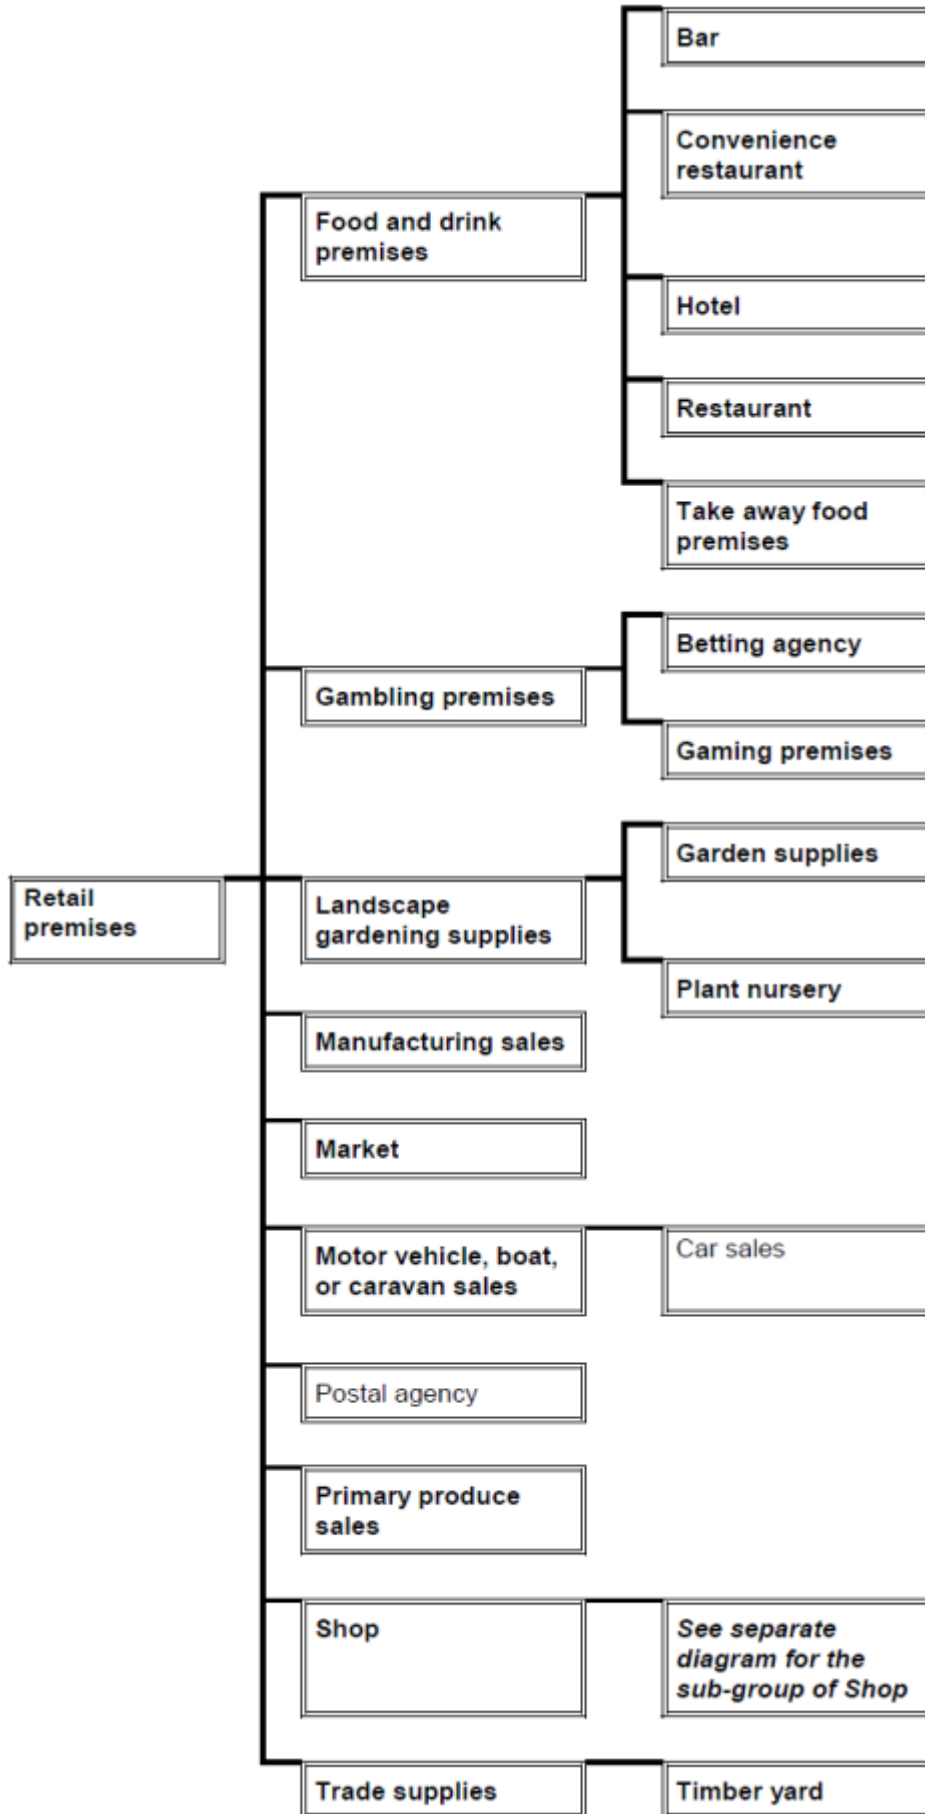 Bar
Convenience
restaurant
Food and drink
premises
Hotel
Restaurant
Take away food
premises
Betting agency
Gambling premises
Gaming premises
Garden supplies
Retail
premises
Landscape
gardening supplies
Plant nursery
Manufacturing sales
Market
Motor vehicle, boat,
or caravan sales
Car sales
Postal agency
Primary produce
sales
Shop
See separate
diagram for the
sub-group of Shop
Trade supplies
Timber yard